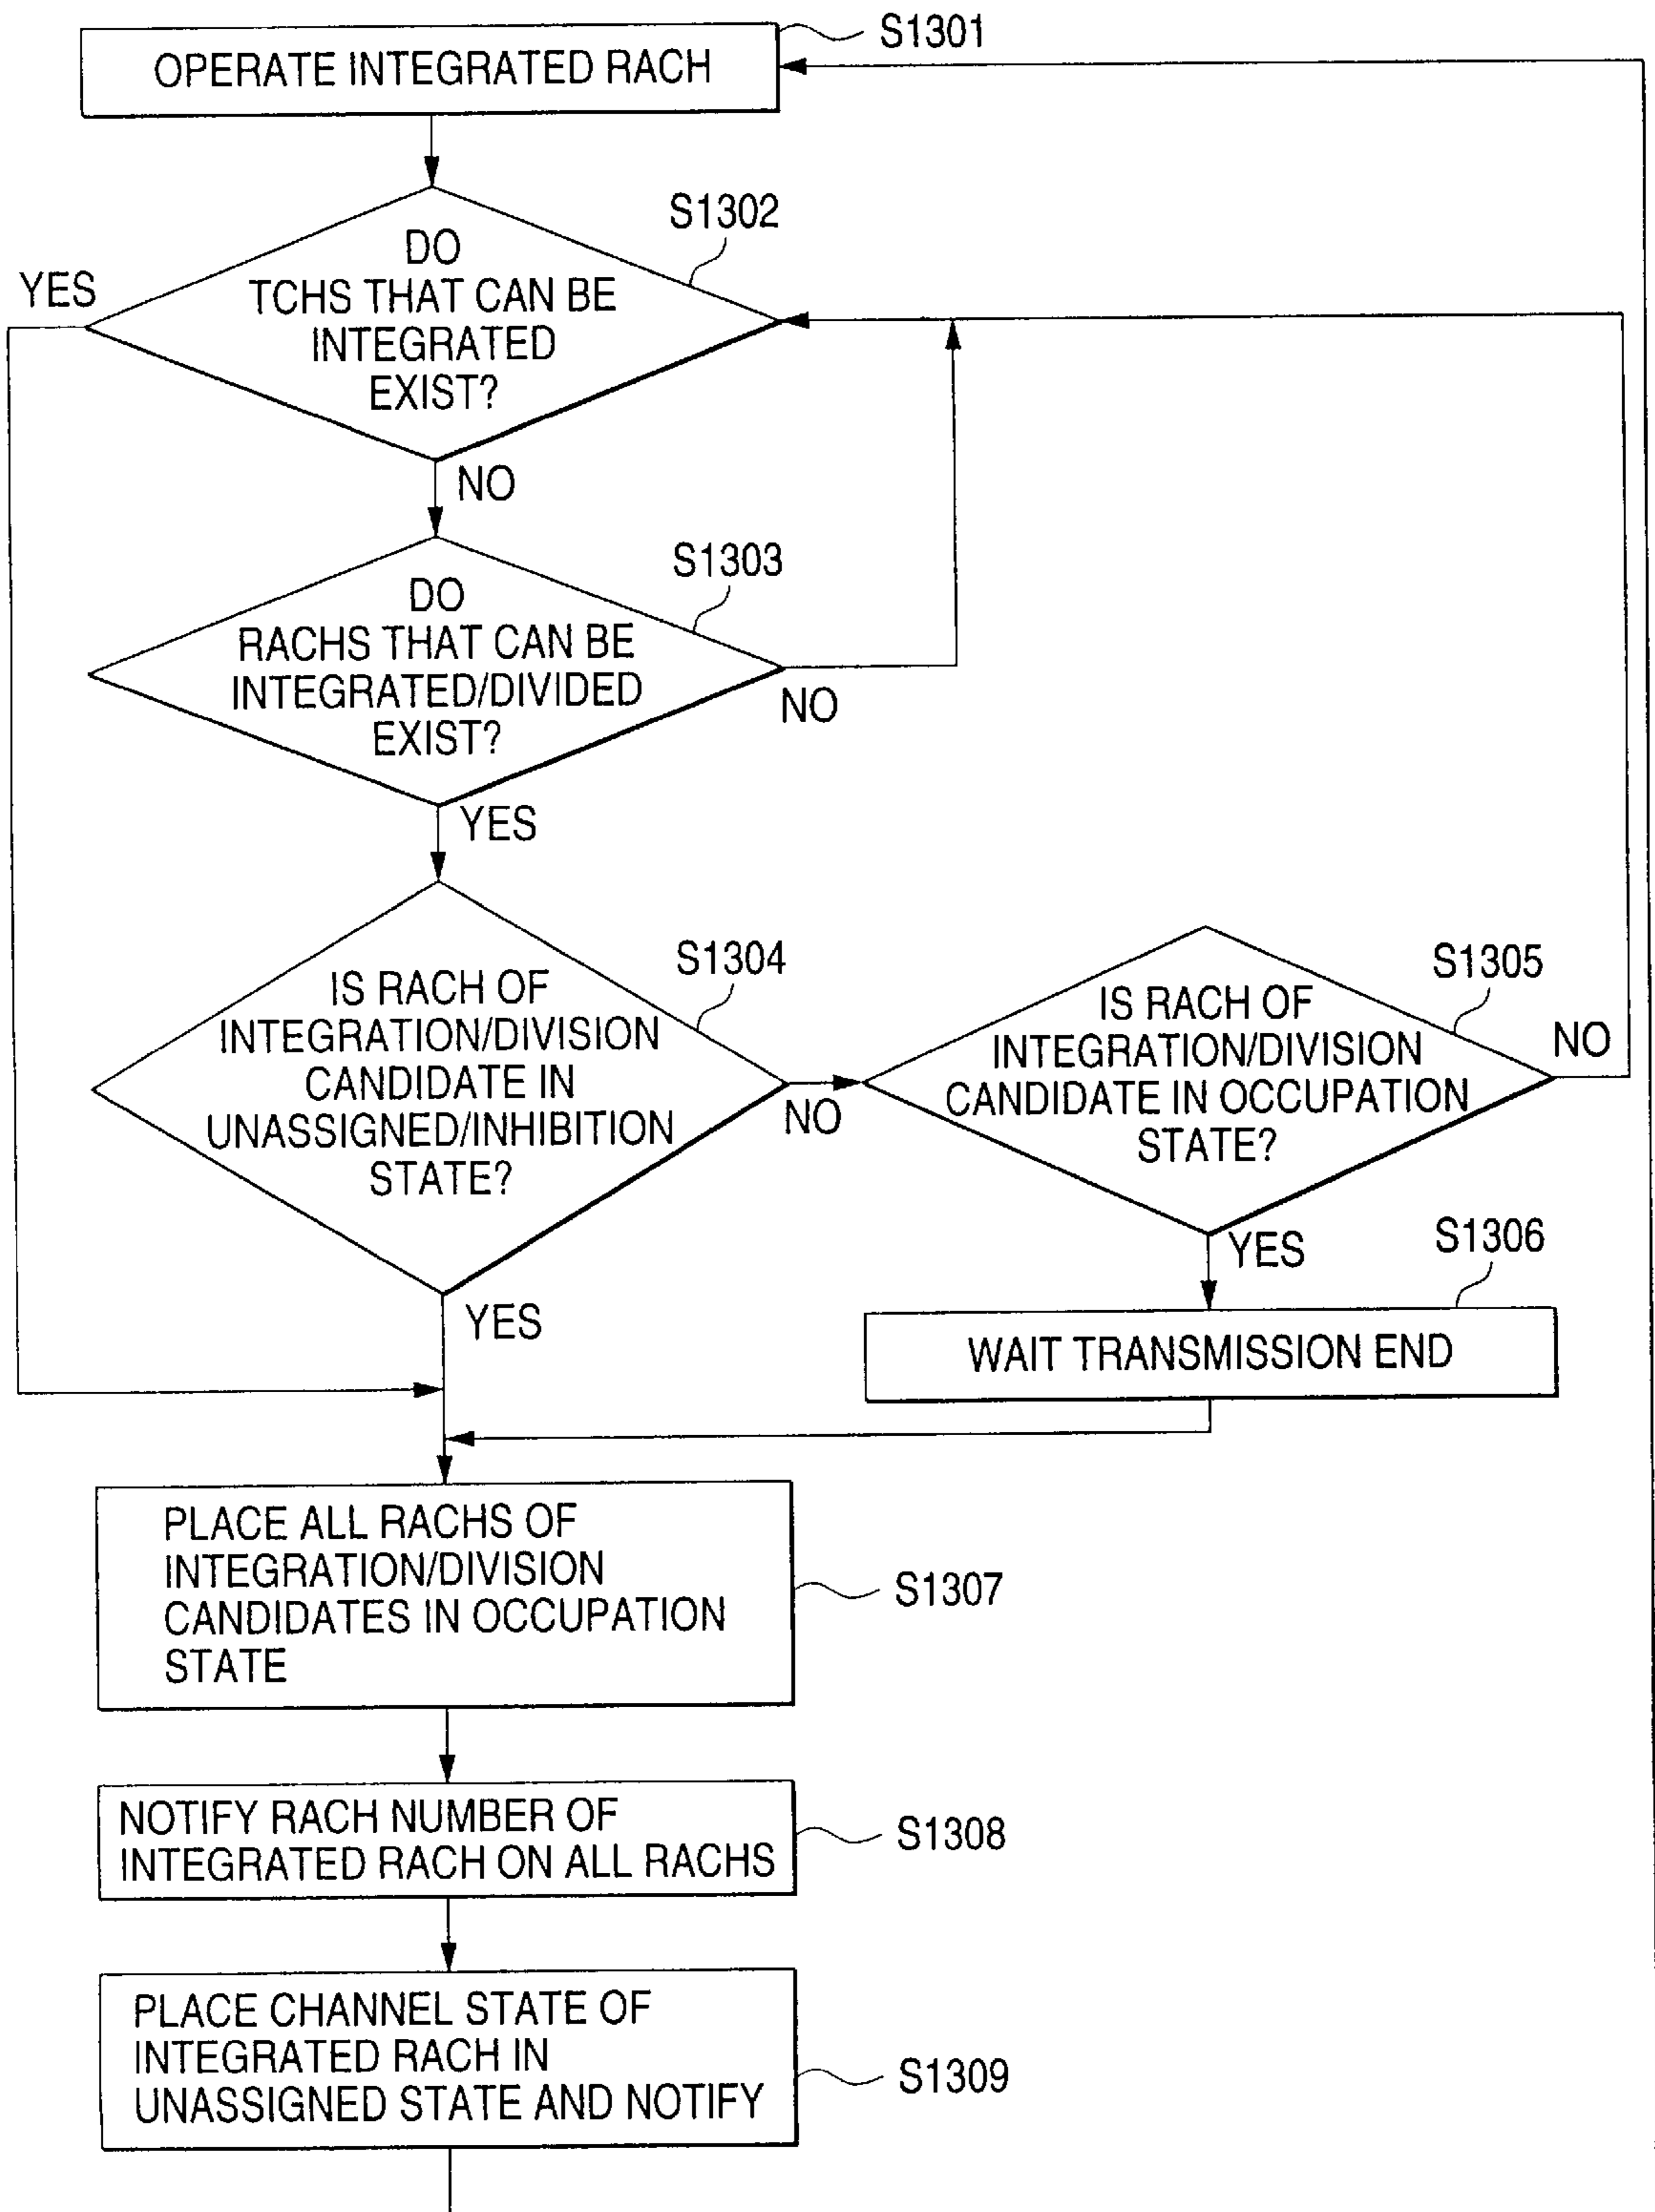 S1301
OPERATE INTEGRATED RACH
S1302
DO
TCHS THAT CAN BE
INTEGRATED
EXIST?
YES
NO
S1303
DO
RACHS THAT CAN BE
INTEGRATED/DIVIDED
EXIST?
NO
YES
S1304
IS RACH OF
INTEGRATION/DIVISION
CANDIDATE IN
UNASSIGNED/INHIBITION
STATE?
NO
YES
S1305
IS RACH OF
INTEGRATION/DIVISION
CANDIDATE IN OCCUPATION
STATE?
NO
YES
S1306
WAIT TRANSMISSION END
PLACE ALL RACHS OF
INTEGRATION/DIVISION
CANDIDATES IN OCCUPATION
STATE
S1307
NOTIFY RACH NUMBER OF
INTEGRATED RACH ON ALL RACHS
S1308
PLACE CHANNEL STATE OF
INTEGRATED RACH IN
UNASSIGNED STATE AND NOTIFY
S1309